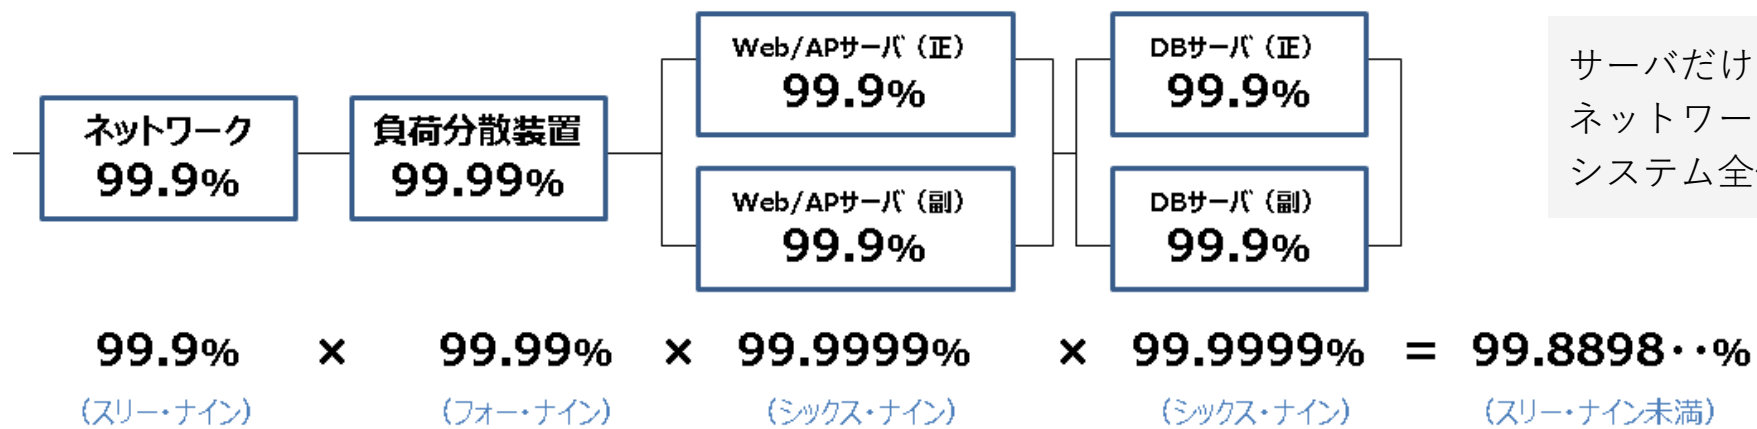 ネットワーク
99.9%
負荷分散装置
99.99%
Web/APサーバ（正）
99.9%
Web/APサーバ（副）
99.9%
DBサーバ（正）
99.9%
DBサーバ（副）
99.9%
サーバだけ
ネットワー
システム全
99.9% × 99.99% × 99.9999% × 99.9999% = 99.8898‥%
（スリー・ナイン） （フォー・ナイン） （シックス・ナイン） （シックス・ナイン） （スリー・ナイン未満）